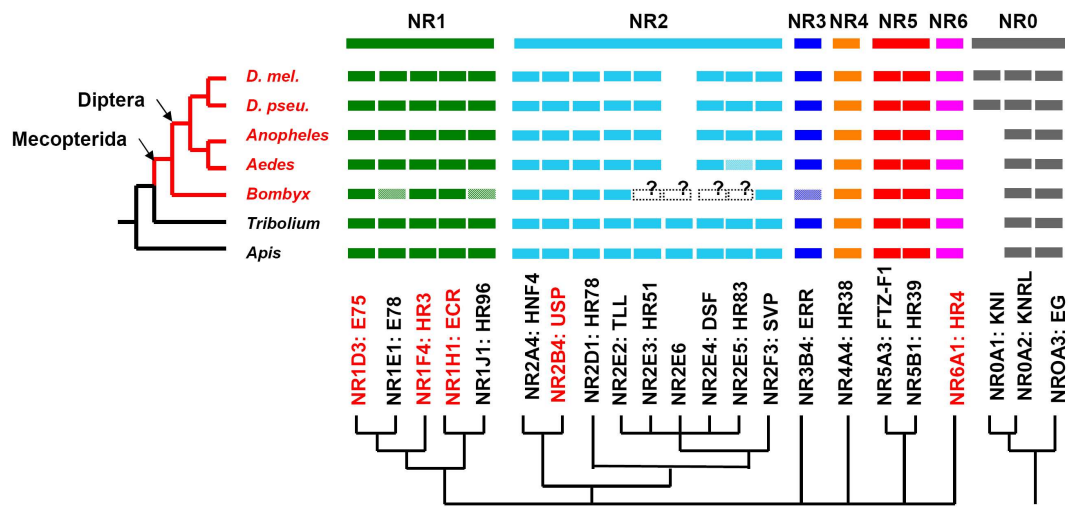 NR1 NR2 NR3 NR4 NR5 NR6 NR0
D. mel.
Diptera
D. pseu.
Mecopterida
Anopheles
Aedes
Bombyx
? ? ? ?
Tribolium
Apis
NR1D3: E75
NR1E1: E78
NR1F4: HR3
NR1H1: ECR
NR1J1: HR96
NR2A4: HNF4
NR2B4: USP
NR2D1: HR78
NR2E2: TLL
NR2E3: HR51
NR2E6
NR2E4: DSF
NR2E5: HR83
NR2F3: SVP
NR3B4: ERR
NR4A4: HR38
NR5A3: FTZ-F1
NR5B1: HR39
NR6A1: HR4
NR0A1: KNI
NR0A2: KNRL
NROA3: EG